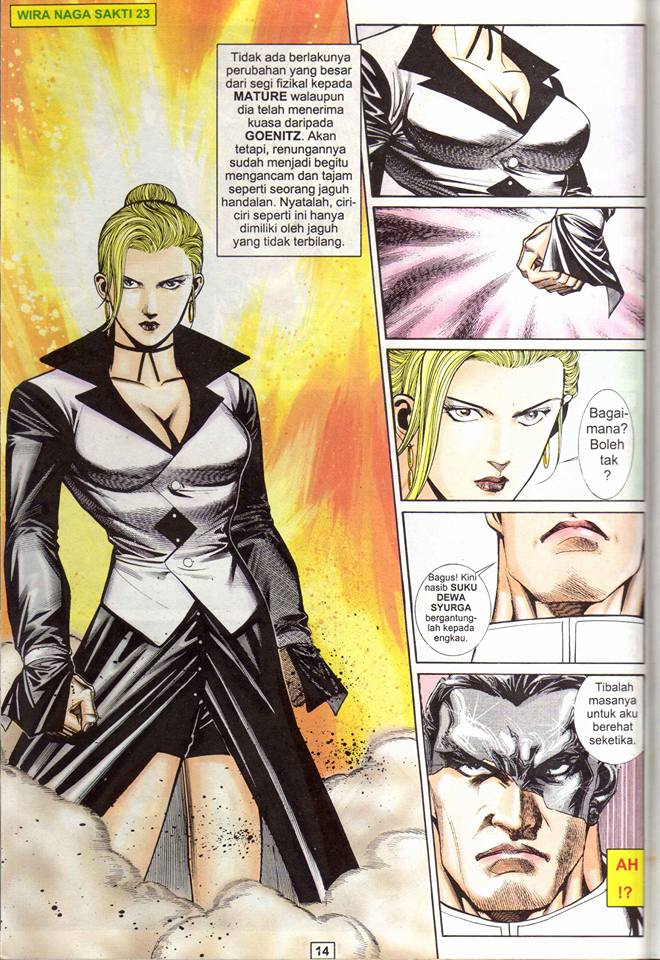 WIRA NAGA SAKTI 23
Tidak ada berlakunya
perubahan yang besar
dari segi fizikal kepada
MATURE walaupun
dia telah menerima
kuasa daripada
GOENITZ. Akan
tetapi, renungannya
sudah menjadi begitu
mengancam dan tajam
seperti seorang jaguh
handalan. Nyatalah, ciri-
ciri seperti ini hanya
dimiliki oleh jaguh
yang tidak terbilang.
Bagai-
mana?
Boleh
tak
?
Bagus! Kini
nasib SUKU
DEWA
SYURGA
bergantung-
lah kepada
engkau.
Tibalah
masanya
untuk aku
berehat
seketika.
AH
!?
14